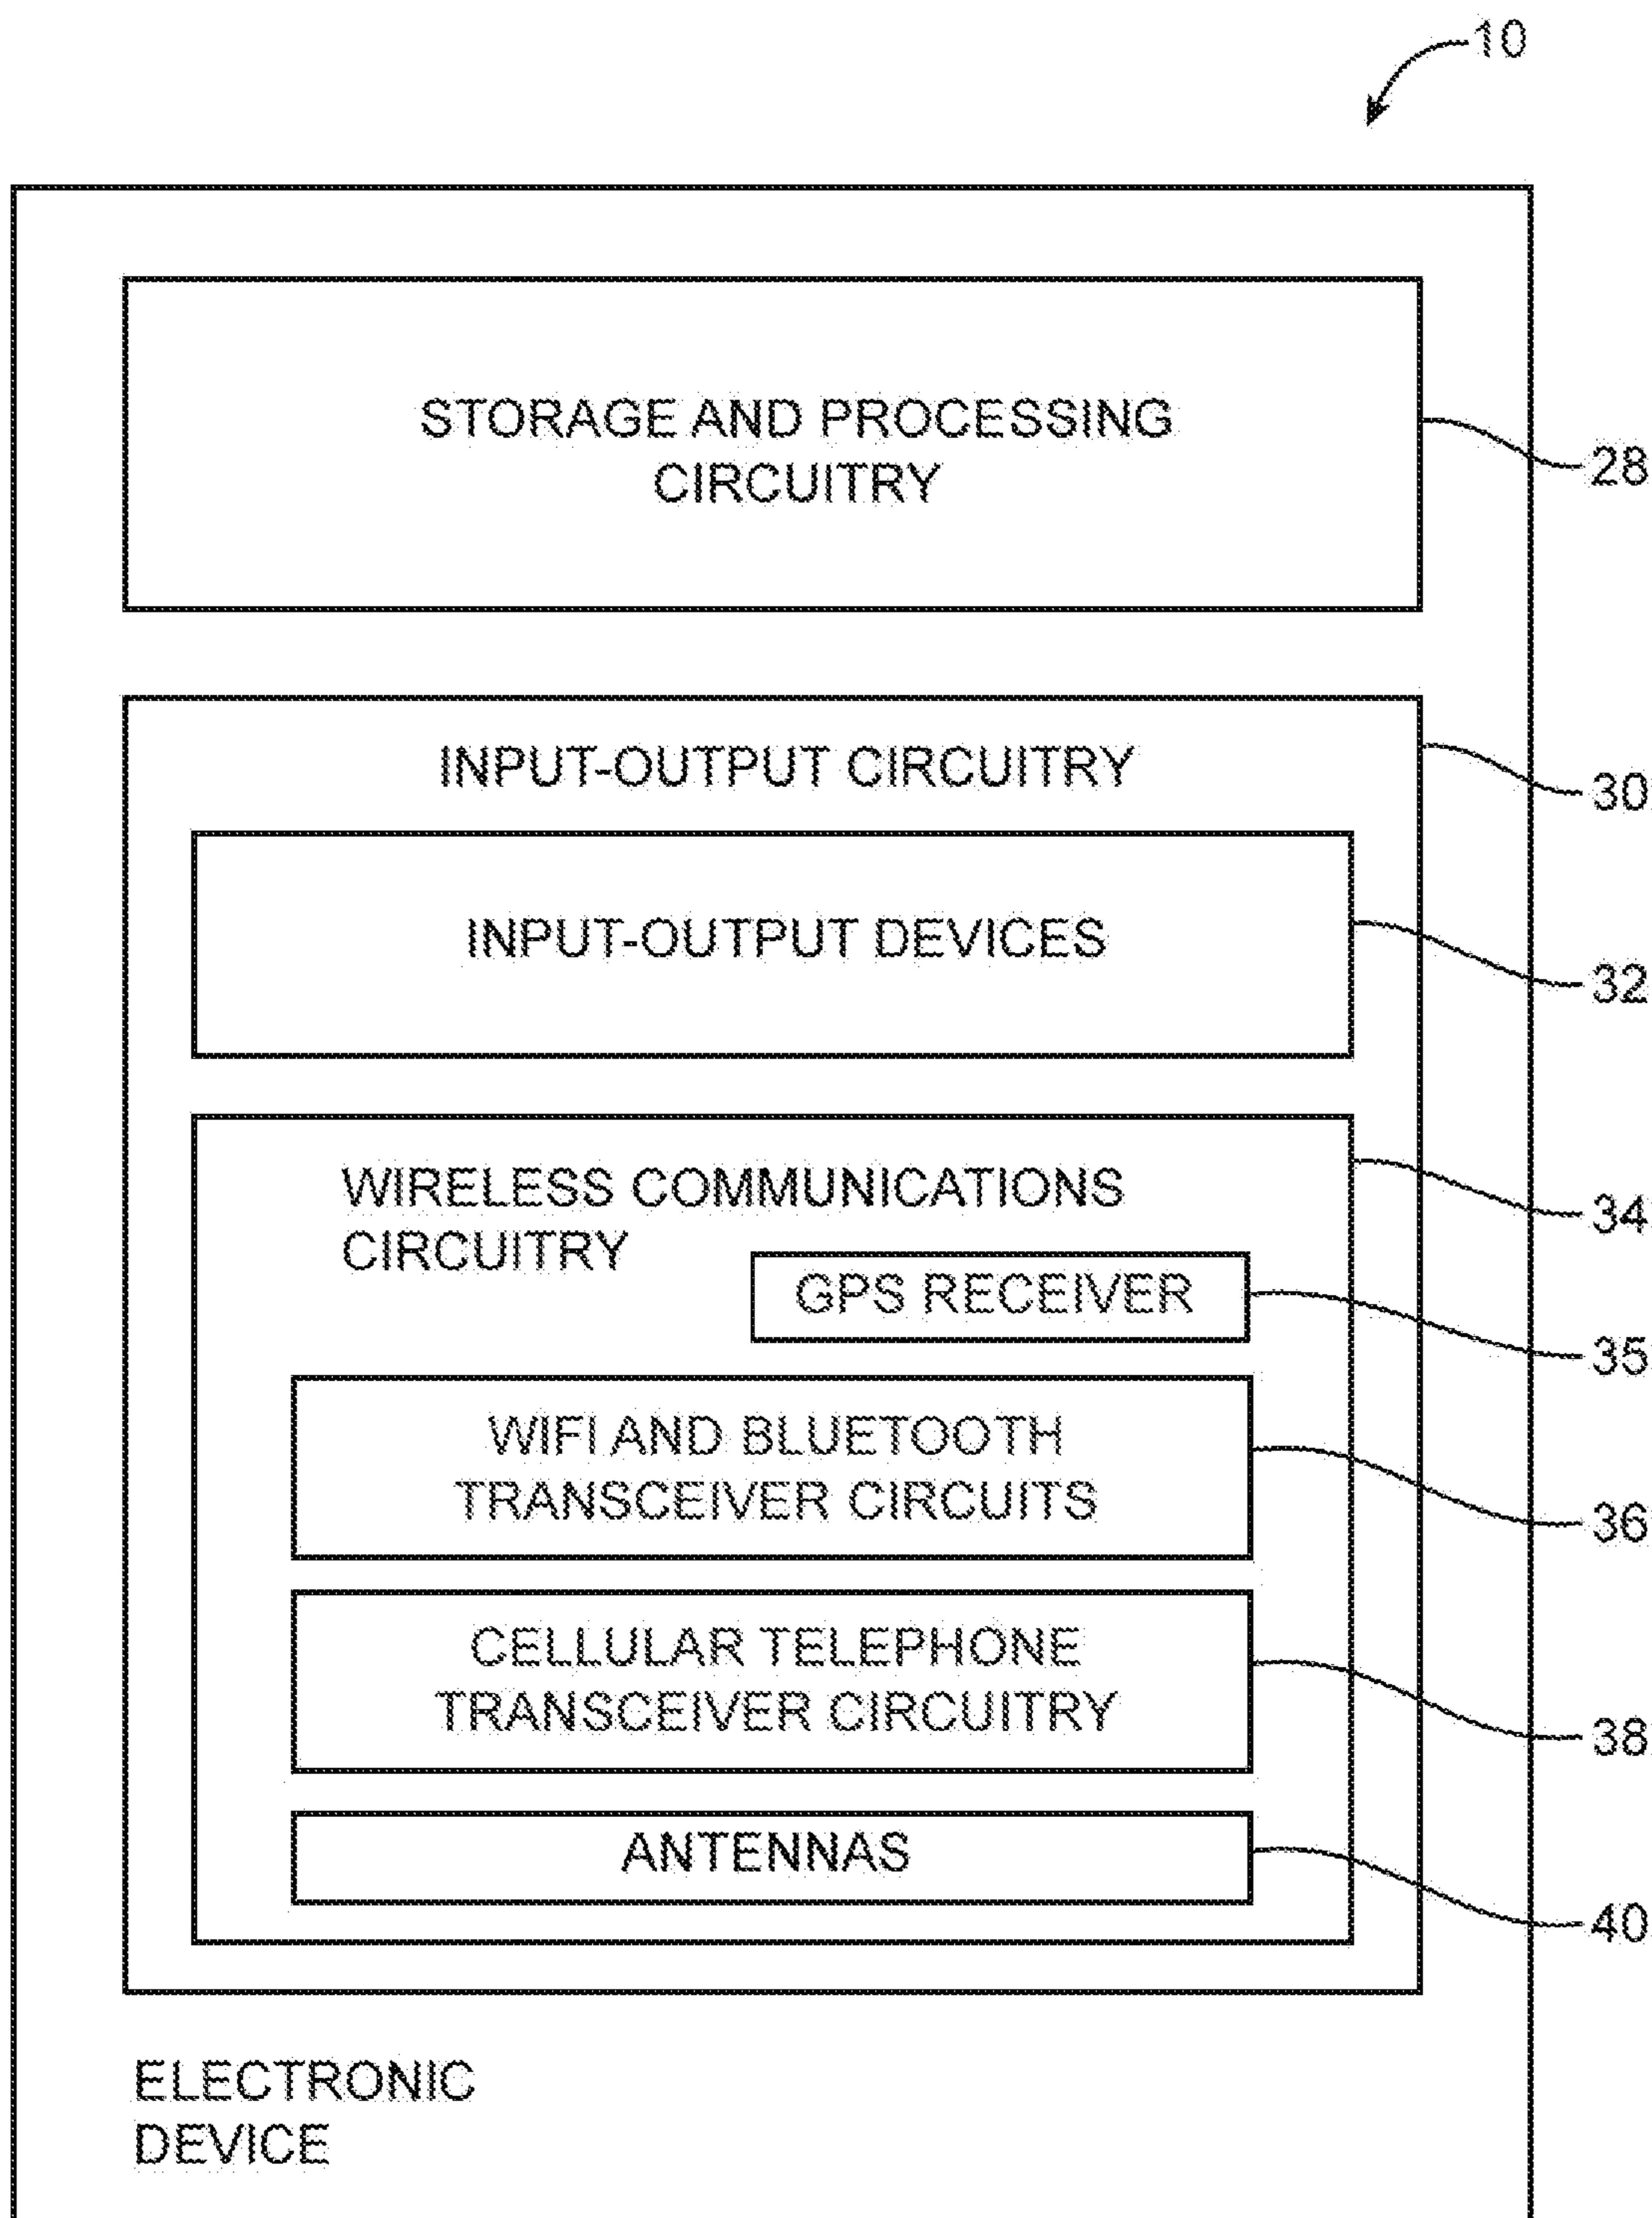 10
STORAGE AND PROCESSING
CIRCUITRY
28
INPUT-OUTPUT CIRCUITRY
30
INPUT-OUTPUT DEVICES
32
WIRELESS COMMUNICATIONS
CIRCUITRY
34
GPS RECEIVER
35
WIFI AND BLUETOOTH
TRANSCEIVER CIRCUITS
36
CELLULAR TELEPHONE
TRANSCEIVER CIRCUITRY
38
ANTENNAS
40
ELECTRONIC
DEVICE